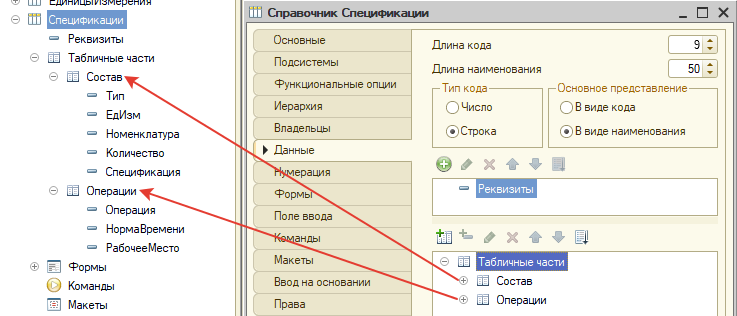 ЕдиницыИзмерения
Спецификации
Реквизиты
Табличные части
Состав
Тип
ЕдИзм
Номенклатура
Количество
Спецификация
Операции
Операция
НормаВремени
РабочееМесто
Формы
Команды
Макеты
Справочник Спецификации
Основные
Подсистемы
Функциональные опции
Иерархия
Владельцы
Данные
Нумерация
Формы
Поле ввода
Команды
Макеты
Ввод на основании
Права
Длина кода 9
Длина наименования 50
Тип кода
Число
Строка
Основное представление
В виде кода
В виде наименования
Реквизиты
Табличные части
Состав
Операции